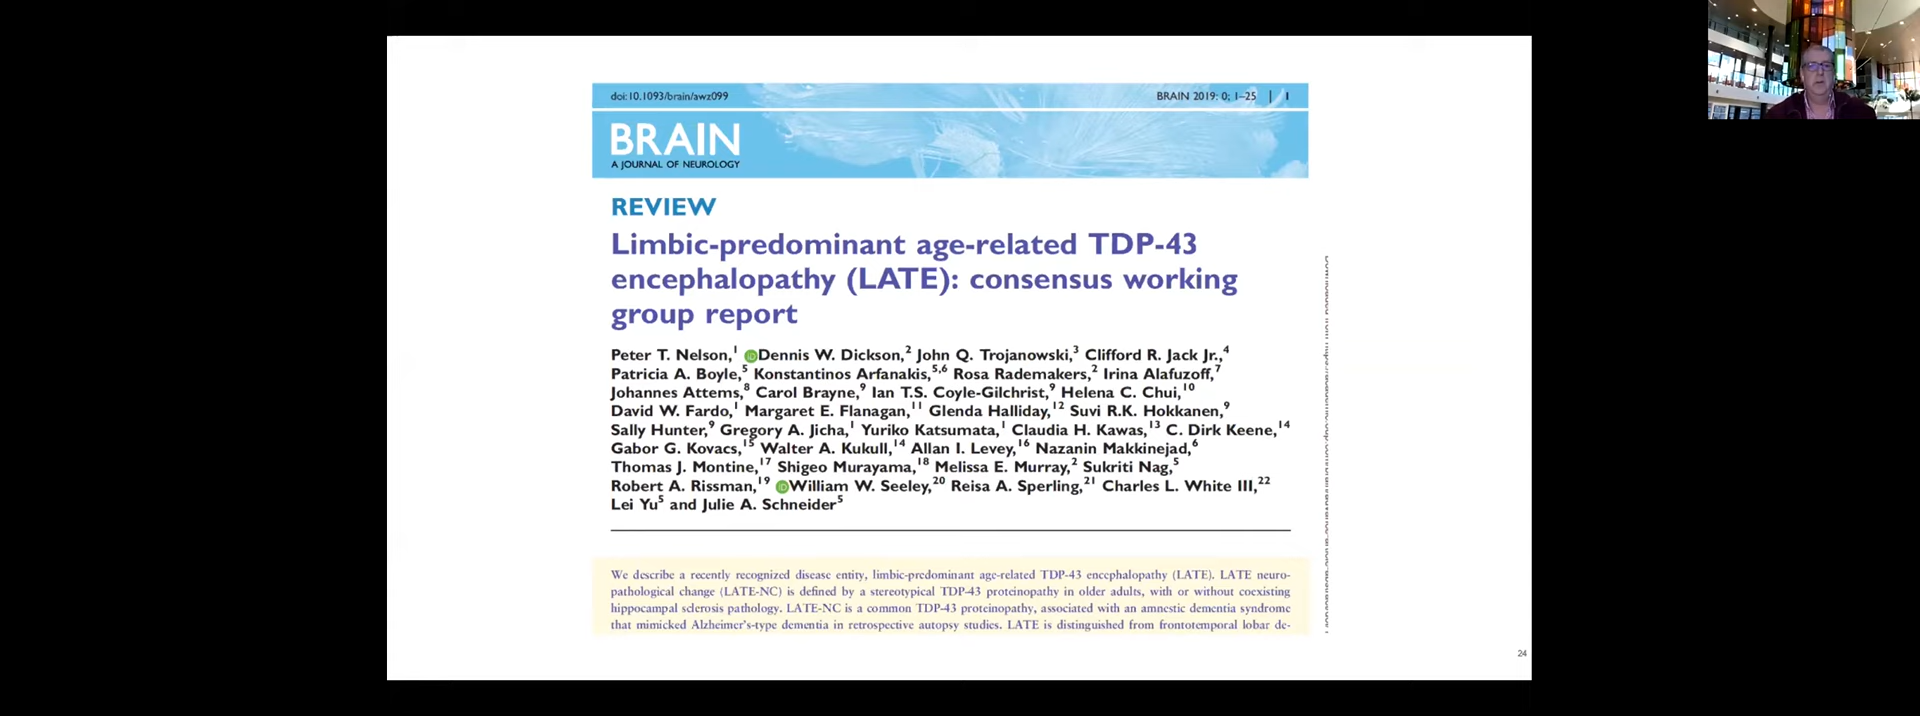 doi:10.1093/brain/awz099 BRAIN 2019: 0; 1–25 | 1
BRAIN
A JOURNAL OF NEUROLOGY
REVIEW
Limbic-predominant age-related TDP-43
encephalopathy (LATE): consensus working
group report
Peter T. Nelson,1 iD Dennis W. Dickson,2 John Q. Trojanowski,3 Clifford R. Jack Jr.,4
Patricia A. Boyle,5 Konstantinos Arfanakis,5,6 Rosa Rademakers,2 Irina Alafuzoff,7
Johannes Attems,8 Carol Brayne,9 Ian T.S. Coyle-Gilchrist,9 Helena C. Chui,10
David W. Fardo,1 Margaret E. Flanagan,11 Glenda Halliday,12 Suvi R.K. Hokkanen,9
Sally Hunter,9 Gregory A. Jicha,1 Yuriko Katsumata,1 Claudia H. Kawas,13 C. Dirk Keene,14
Gabor G. Kovacs,15 Walter A. Kukull,14 Allan I. Levey,16 Nazanin Makkinejad,6
Thomas J. Montine,17 Shigeo Murayama,18 Melissa E. Murray,2 Sukriti Nag,5
Robert A. Rissman,19 iD William W. Seeley,20 Reisa A. Sperling,21 Charles L. White III,22
Lei Yu5 and Julie A. Schneider5
We describe a recently recognized disease entity, limbic-predominant age-related TDP-43 encephalopathy (LATE). LATE neuro-
pathological change (LATE-NC) is defined by a stereotypical TDP-43 proteinopathy in older adults, with or without coexisting
hippocampal sclerosis pathology. LATE-NC is a common TDP-43 proteinopathy, associated with an amnestic dementia syndrome
that mimicked Alzheimer's-type dementia in retrospective autopsy studies. LATE is distinguished from frontotemporal lobar de-
24